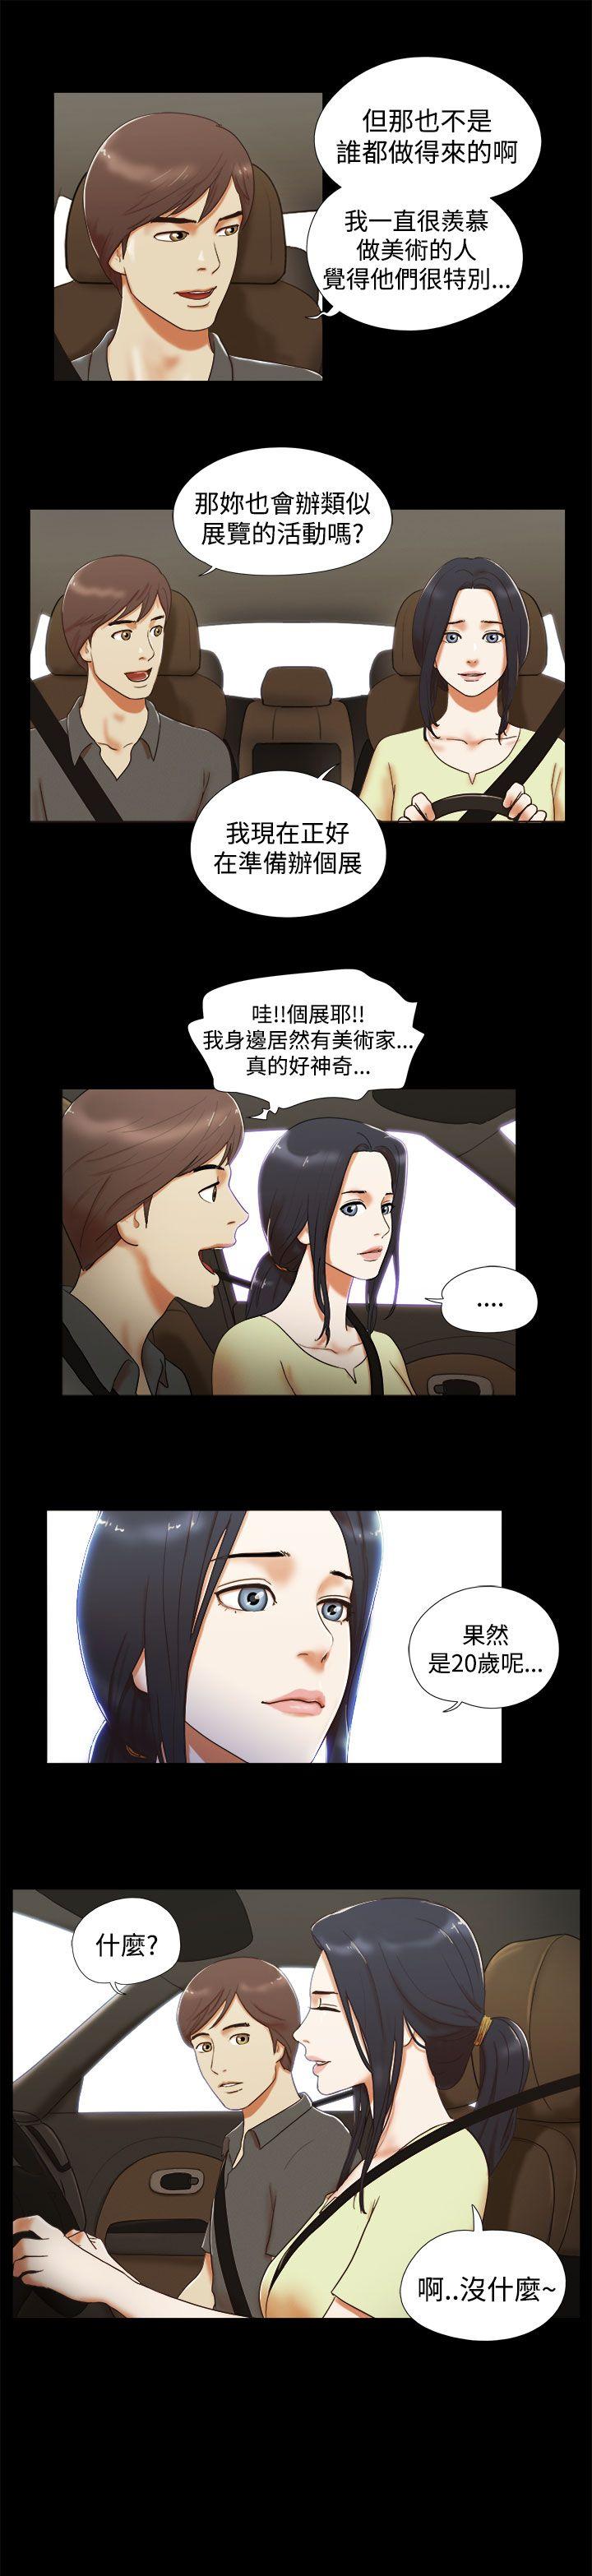 但那也不是
誰都做得來的啊
我一直很羨慕
做美術的人
覺得他們很特別...
那妳也會辦類似
展覽的活動嗎?
我現在正好
在準備辦個展
哇!!個展耶!!
我身邊居然有美術家...
真的好神奇...
....
果然
是20歲呢...
什麼?
啊..沒什麼~